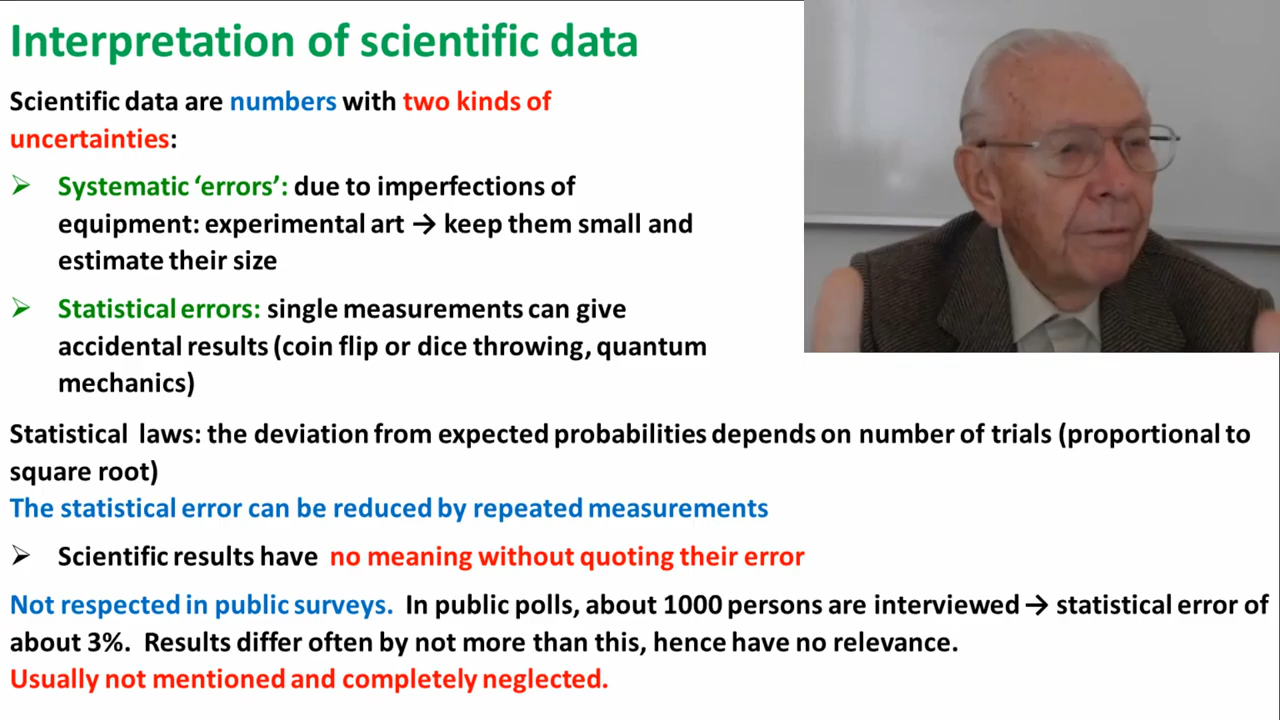 Interpretation of scientific data
Scientific data are numbers with two kinds of
uncertainties:
➢ Systematic ‘errors’: due to imperfections of
equipment: experimental art → keep them small and
estimate their size
➢ Statistical errors: single measurements can give
accidental results (coin flip or dice throwing, quantum
mechanics)
Statistical laws: the deviation from expected probabilities depends on number of trials (proportional to
square root)
The statistical error can be reduced by repeated measurements
➢ Scientific results have no meaning without quoting their error
Not respected in public surveys. In public polls, about 1000 persons are interviewed → statistical error of
about 3%. Results differ often by not more than this, hence have no relevance.
Usually not mentioned and completely neglected.